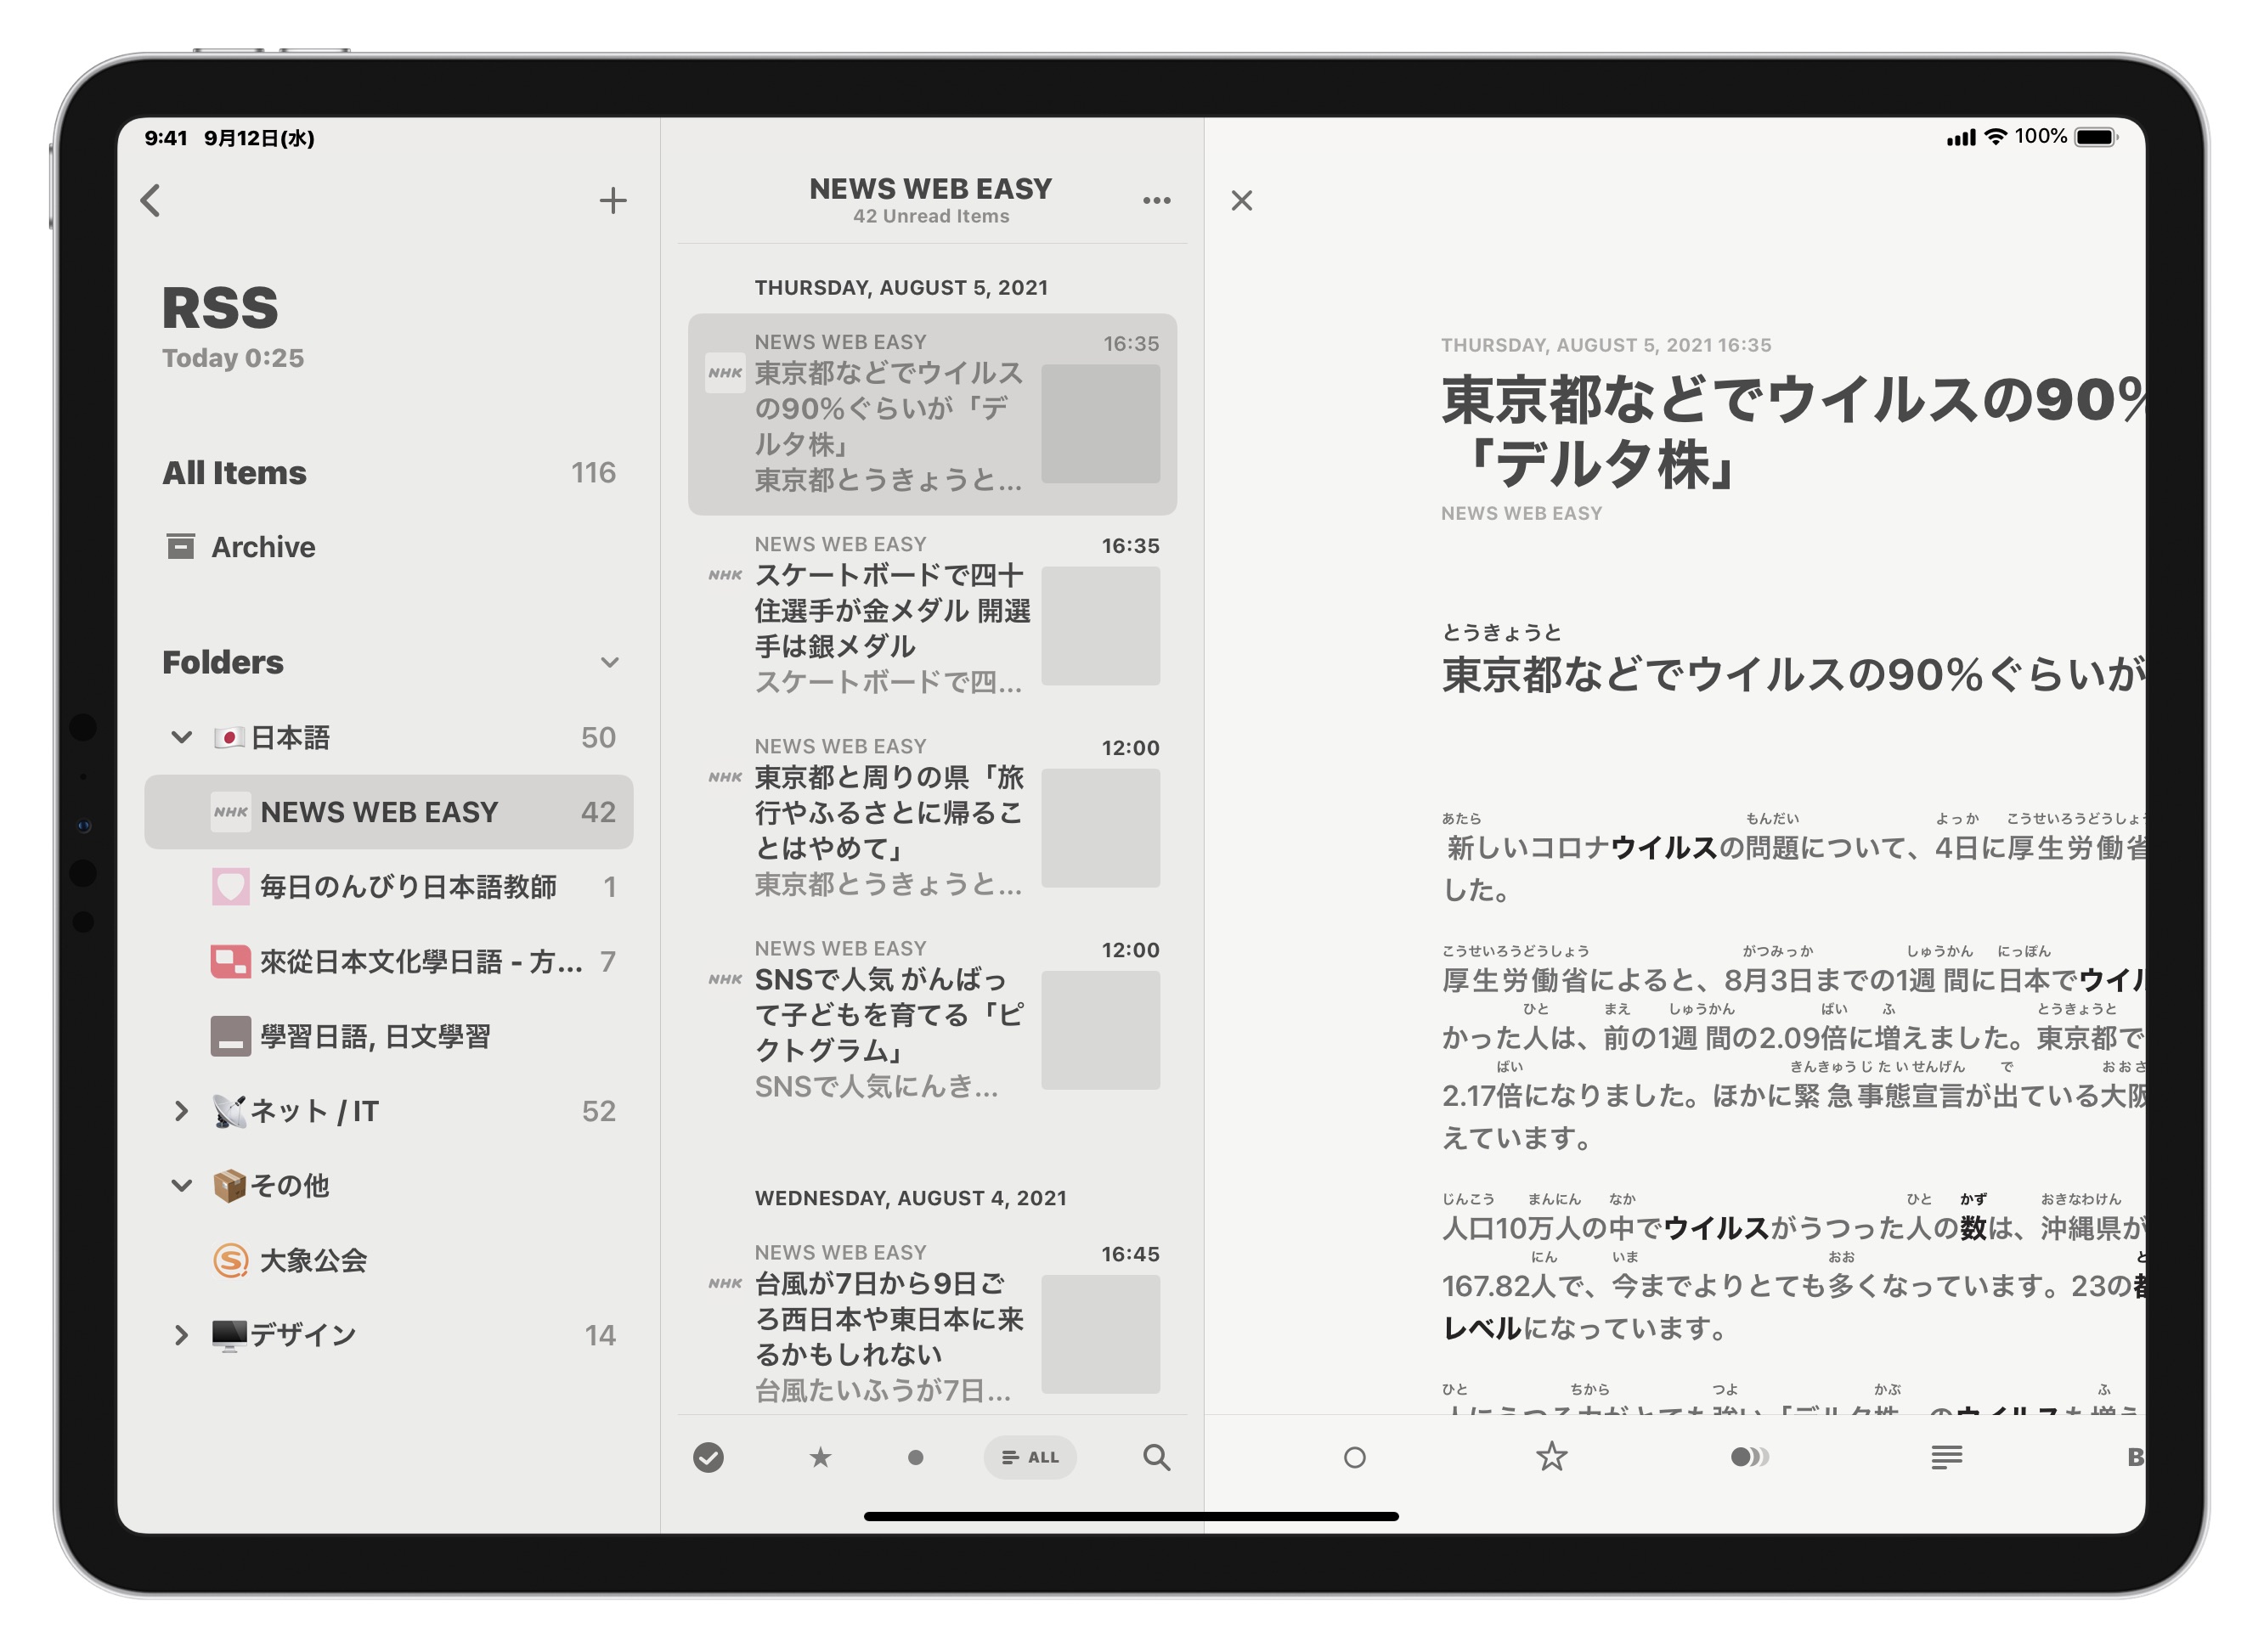 9:41 9月12日(水)
100%
RSS
Today 0:25
All Items 116
Archive
Folders
日本語 50
NHK NEWS WEB EASY 42
毎日のんびり日本語教師 1
來從日本文化學日語 - 方... 7
學習日語, 日文學習
ネット / IT 52
その他
大象公会
デザイン 14
NEWS WEB EASY
42 Unread Items
THURSDAY, AUGUST 5, 2021
NEWS WEB EASY 16:35
NHK 東京都などでウイルス
の90%ぐらいが「デ
ルタ株」
東京都とうきょうと...
NEWS WEB EASY 16:35
NHK スケートボードで四十
住選手が金メダル 開選
手は銀メダル
スケートボードで四...
NEWS WEB EASY 12:00
NHK 東京都と周りの県「旅
行やふるさとに帰るこ
とはやめて」
東京都とうきょうと...
NEWS WEB EASY 12:00
NHK SNSで人気 がんばっ
て子どもを育てる「ピ
クトグラム」
SNSで人気にんき...
WEDNESDAY, AUGUST 4, 2021
NEWS WEB EASY 16:45
NHK 台風が7日から9日ご
ろ西日本や東日本に来
るかもしれない
台風たいふうが7日...
ALL
THURSDAY, AUGUST 5, 2021 16:35
東京都などでウイルスの90%
「デルタ株」
NEWS WEB EASY
とうきょうと
東京都などでウイルスの90%ぐらいが
あたら もんだい よっか こうせいろうどうしょう
新しいコロナウイルスの問題について、4日に厚生労働省
した。
こうせいろうどうしょう がつみっか しゅうかん にっぽん
厚生労働省によると、8月3日までの1週間に日本でウイル
ひと まえ しゅうかん ばい ふ とうきょうと
かった人は、前の1週間の2.09倍に増えました。東京都で
ばい きんきゅうじたいせんげん で おおさ
2.17倍になりました。ほかに緊急事態宣言が出ている大阪
えています。
じんこう まんにん なか ひと かず おきなわけん
人口10万人の中でウイルスがうつった人の数は、沖縄県が
にん いま おお と
167.82人で、今までよりとても多くなっています。23の都
レベルになっています。
ひと ちから つよ かぶ ふ
人にうつる力がとても強い「デルタ株」のウイルスも増え
B